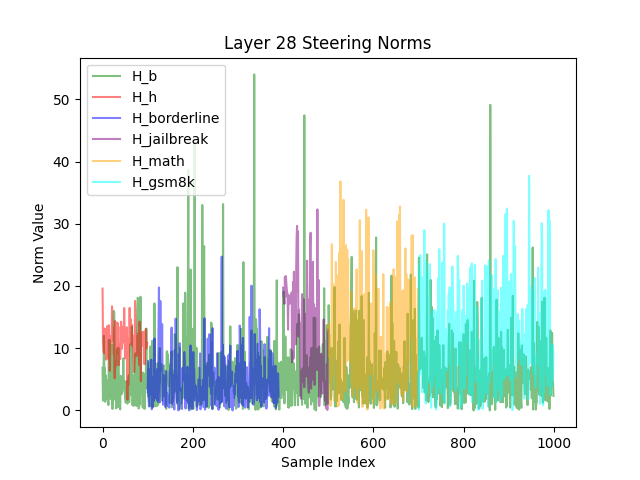 Layer 28 Steering Norms
H_b
H_h
H_borderline
H_jailbreak
H_math
H_gsm8k
Norm Value
50
40
30
20
10
0
0 200 400 600 800 1000
Sample Index